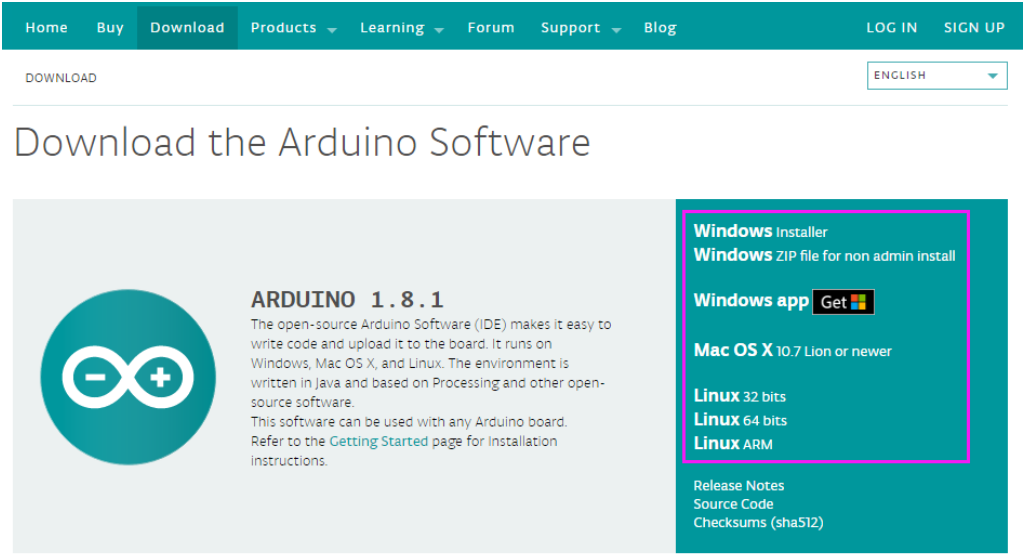 Home Buy Download Products Learning Forum Support Blog LOG IN SIGN UP
DOWNLOAD
ENGLISH
Download the Arduino Software
ARDUINO 1.8.1
The open-source Arduino Software (IDE) makes it easy to
write code and upload it to the board. It runs on
Windows, Mac OS X, and Linux. The environment is
written in Java and based on Processing and other open-
source software.
This software can be used with any Arduino board.
Refer to the Getting Started page for Installation
instructions.
Windows Installer
Windows ZIP file for non admin install
Windows app Get
Mac OS X 10.7 Lion or newer
Linux 32 bits
Linux 64 bits
Linux ARM
Release Notes
Source Code
Checksums (sha512)